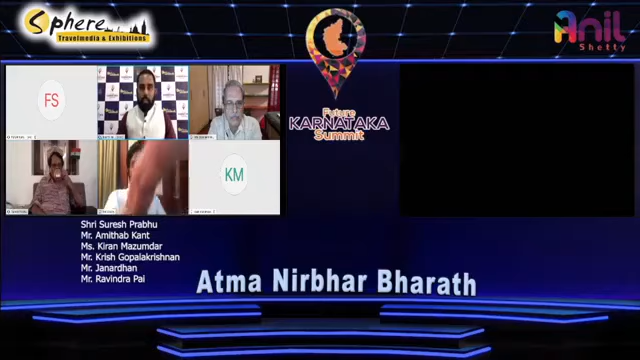 Sphere
Travelmedia & Exhibitions
Anil
Shetty
FS
KM
Future
KARNATAKA
Summit
Shri Suresh Prabhu
Mr. Amithab Kant
Ms. Kiran Mazumdar
Mr. Krish Gopalakrishnan
Mr. Janardhan
Mr. Ravindra Pai
Atma Nirbhar Bharath